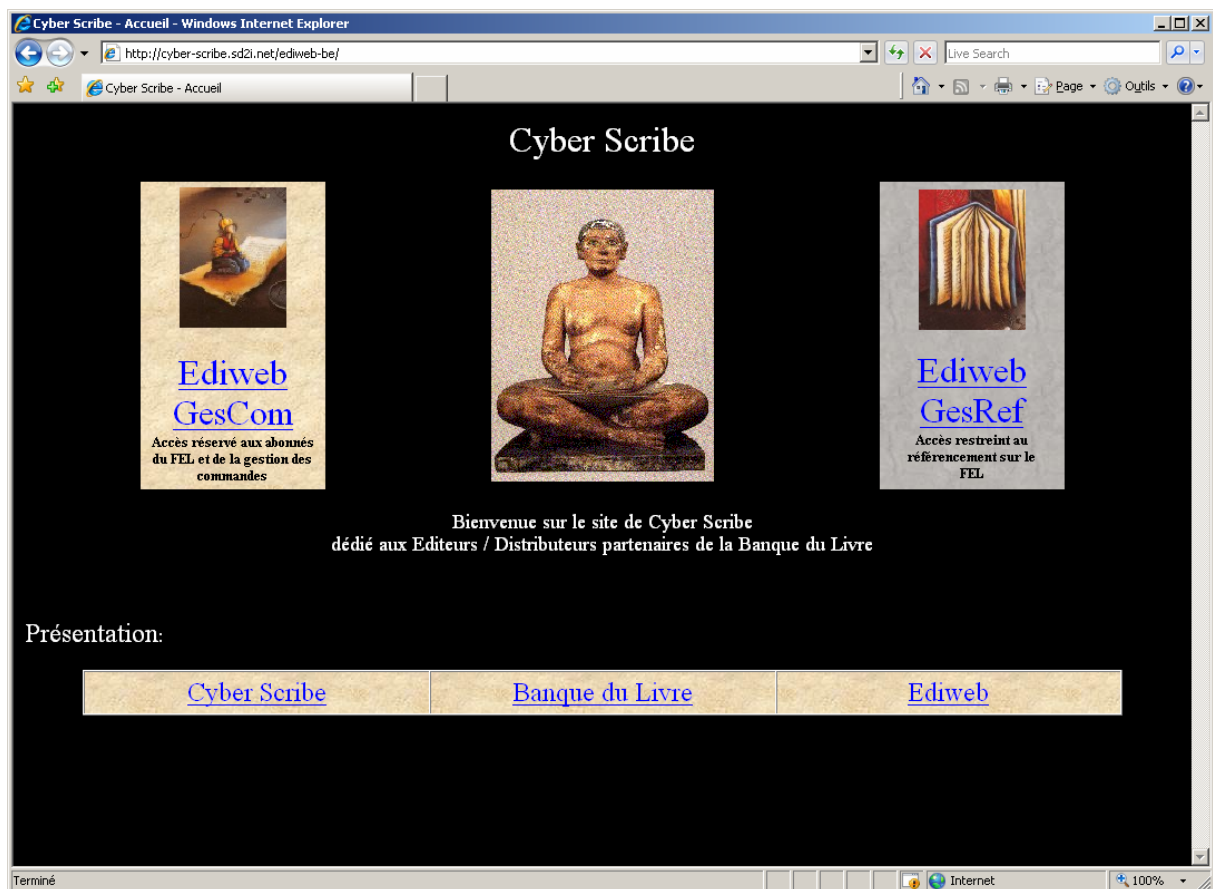 Cyber Scribe - Accueil - Windows Internet Explorer
http://cyber-scribe.sd2i.net/ediweb-be/
Live Search
Cyber Scribe - Accueil
Page
Outils
Cyber Scribe
Ediweb
GesCom
Accès réservé aux abonnés
du FEL et de la gestion des
commandes
Ediweb
GesRef
Accès restreint au
référencement sur le
FEL
Bienvenue sur le site de Cyber Scribe
dédié aux Editeurs / Distributeurs partenaires de la Banque du Livre
Présentation:
Cyber Scribe
Banque du Livre
Ediweb
Terminé
Internet
100%